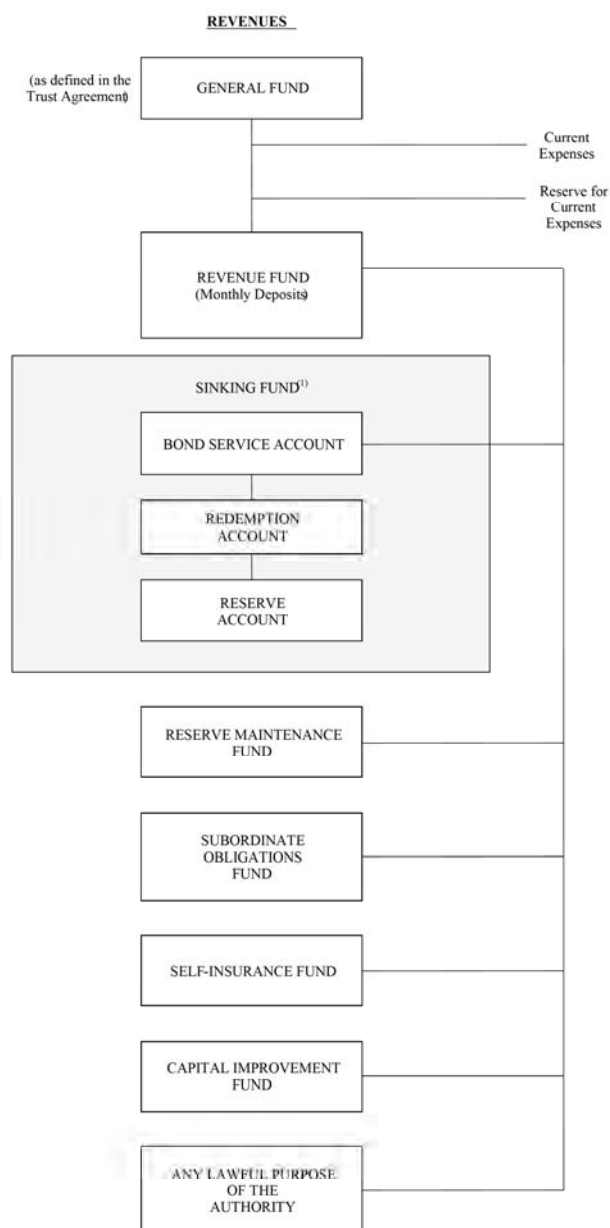 REVENUES
(as defined in the
Trust Agreement)
GENERAL FUND
Current
Expenses
Reserve for
Current
Expenses
REVENUE FUND
(Monthly Deposits)
SINKING FUND(1)
BOND SERVICE ACCOUNT
REDEMPTION
ACCOUNT
RESERVE
ACCOUNT
RESERVE MAINTENANCE
FUND
SUBORDINATE
OBLIGATIONS
FUND
SELF-INSURANCE FUND
CAPITAL IMPROVEMENT
FUND
ANY LAWFUL PURPOSE
OF THE
AUTHORITY